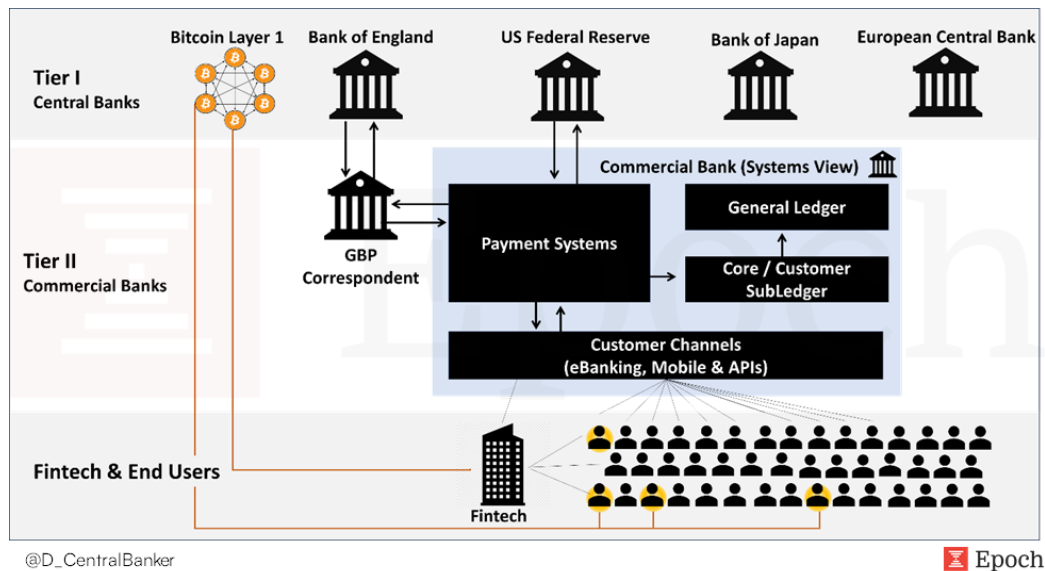 Bitcoin Layer 1
Bank of England
US Federal Reserve
Bank of Japan
European Central Bank
Tier I
Central Banks
Commercial Bank (Systems View)
General Ledger
Payment Systems
GBP
Correspondent
Core / Customer
SubLedger
Tier II
Commercial Banks
Customer Channels
(eBanking, Mobile & APIs)
Fintech & End Users
Fintech
@D_CentralBanker
Epoch
Epoch